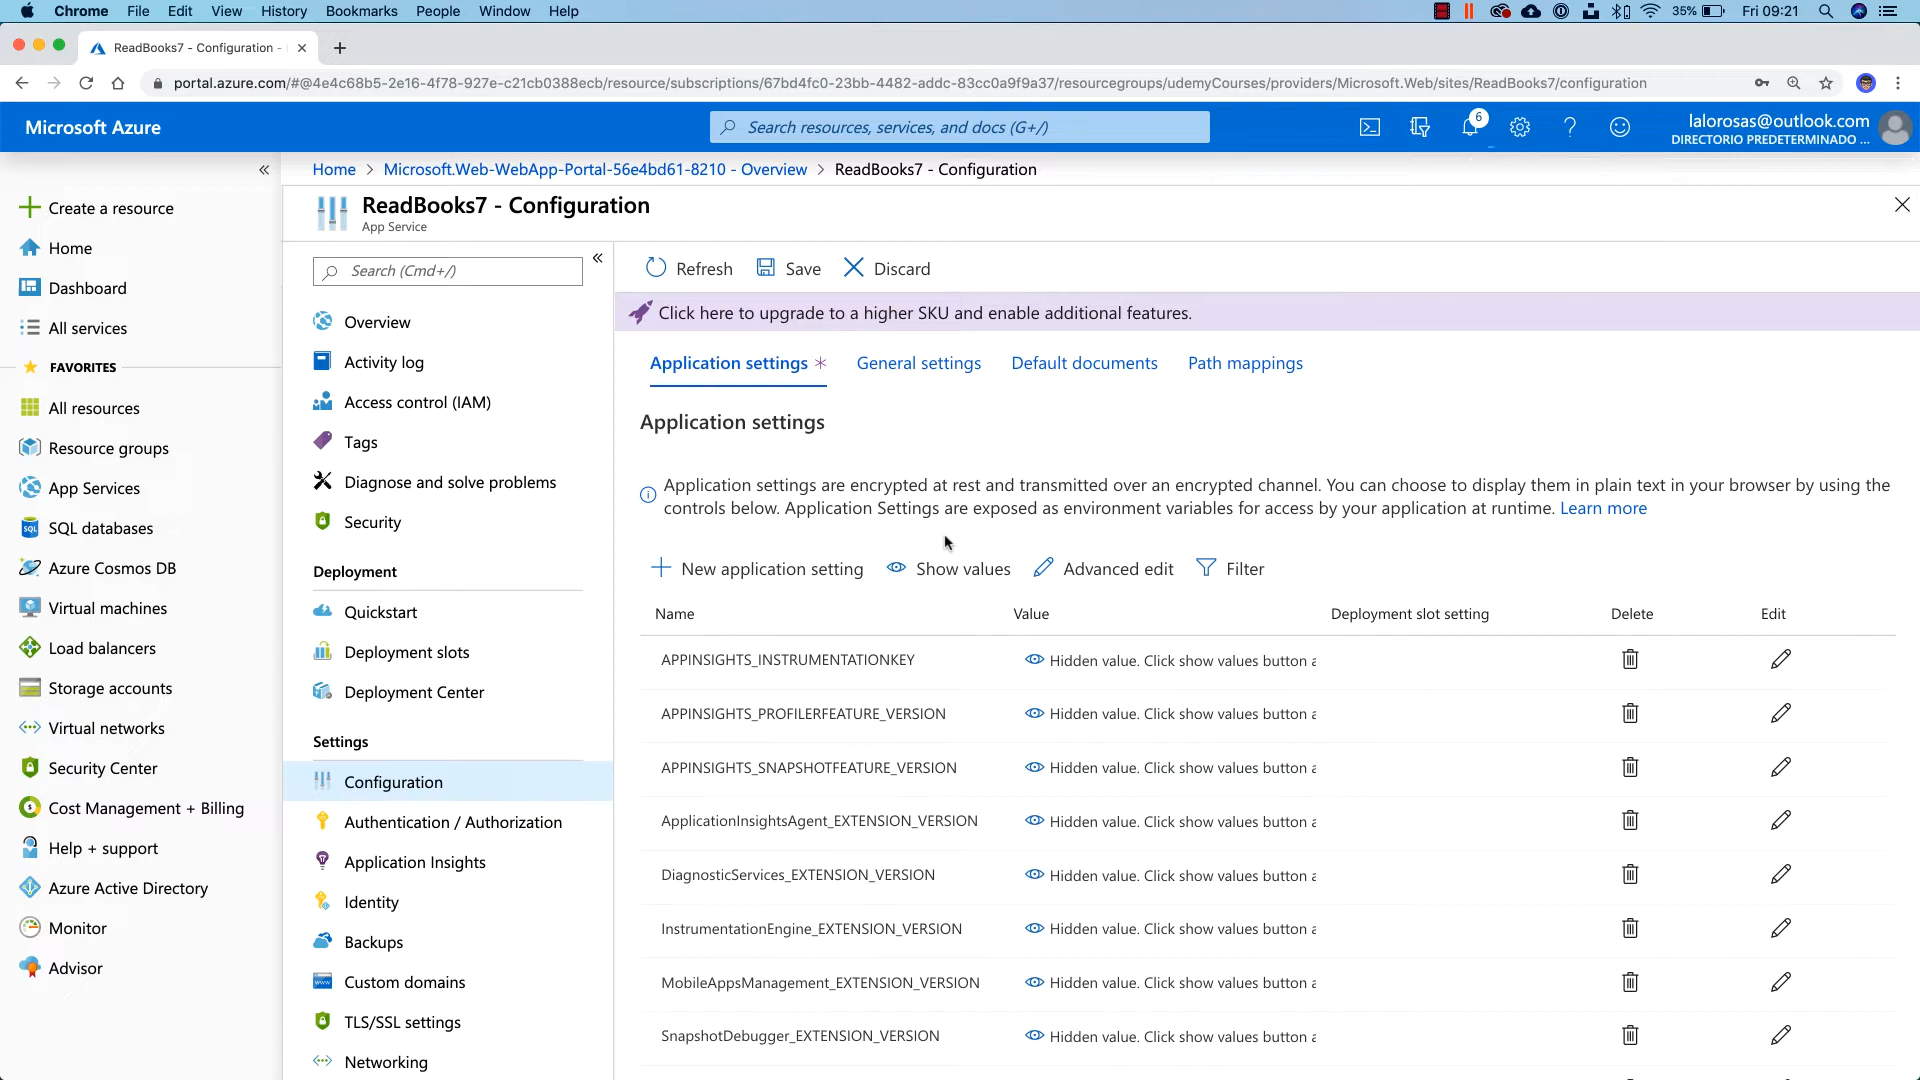 Chrome File Edit View History Bookmarks People Window Help 35% Fri 09:21
ReadBooks7 - Configuration -
portal.azure.com/#@4e4c68b5-2e16-4f78-927e-c21cb0388ecb/resource/subscriptions/67bd4fc0-23bb-4482-addc-83cc0a9f9a37/resourcegroups/udemyCourses/providers/Microsoft.Web/sites/ReadBooks7/configuration
Microsoft Azure
Search resources, services, and docs (G+/)
6
lalorosas@outlook.com
DIRECTORIO PREDETERMINADO ...
Home > Microsoft.Web-WebApp-Portal-56e4bd61-8210 - Overview > ReadBooks7 - Configuration
ReadBooks7 - Configuration
App Service
Create a resource
Home
Dashboard
All services
FAVORITES
All resources
Resource groups
App Services
SQL databases
Azure Cosmos DB
Virtual machines
Load balancers
Storage accounts
Virtual networks
Security Center
Cost Management + Billing
Help + support
Azure Active Directory
Monitor
Advisor
Search (Cmd+/)
Overview
Activity log
Access control (IAM)
Tags
Diagnose and solve problems
Security
Deployment
Quickstart
Deployment slots
Deployment Center
Settings
Configuration
Authentication / Authorization
Application Insights
Identity
Backups
Custom domains
TLS/SSL settings
Networking
Refresh Save Discard
Click here to upgrade to a higher SKU and enable additional features.
Application settings * General settings Default documents Path mappings
Application settings
Application settings are encrypted at rest and transmitted over an encrypted channel. You can choose to display them in plain text in your browser by using the
controls below. Application Settings are exposed as environment variables for access by your application at runtime. Learn more
New application setting Show values Advanced edit Filter
Name Value Deployment slot setting Delete Edit
APPINSIGHTS_INSTRUMENTATIONKEY Hidden value. Click show values button a
APPINSIGHTS_PROFILERFEATURE_VERSION Hidden value. Click show values button a
APPINSIGHTS_SNAPSHOTFEATURE_VERSION Hidden value. Click show values button a
ApplicationInsightsAgent_EXTENSION_VERSION Hidden value. Click show values button a
DiagnosticServices_EXTENSION_VERSION Hidden value. Click show values button a
InstrumentationEngine_EXTENSION_VERSION Hidden value. Click show values button a
MobileAppsManagement_EXTENSION_VERSION Hidden value. Click show values button a
SnapshotDebugger_EXTENSION_VERSION Hidden value. Click show values button a